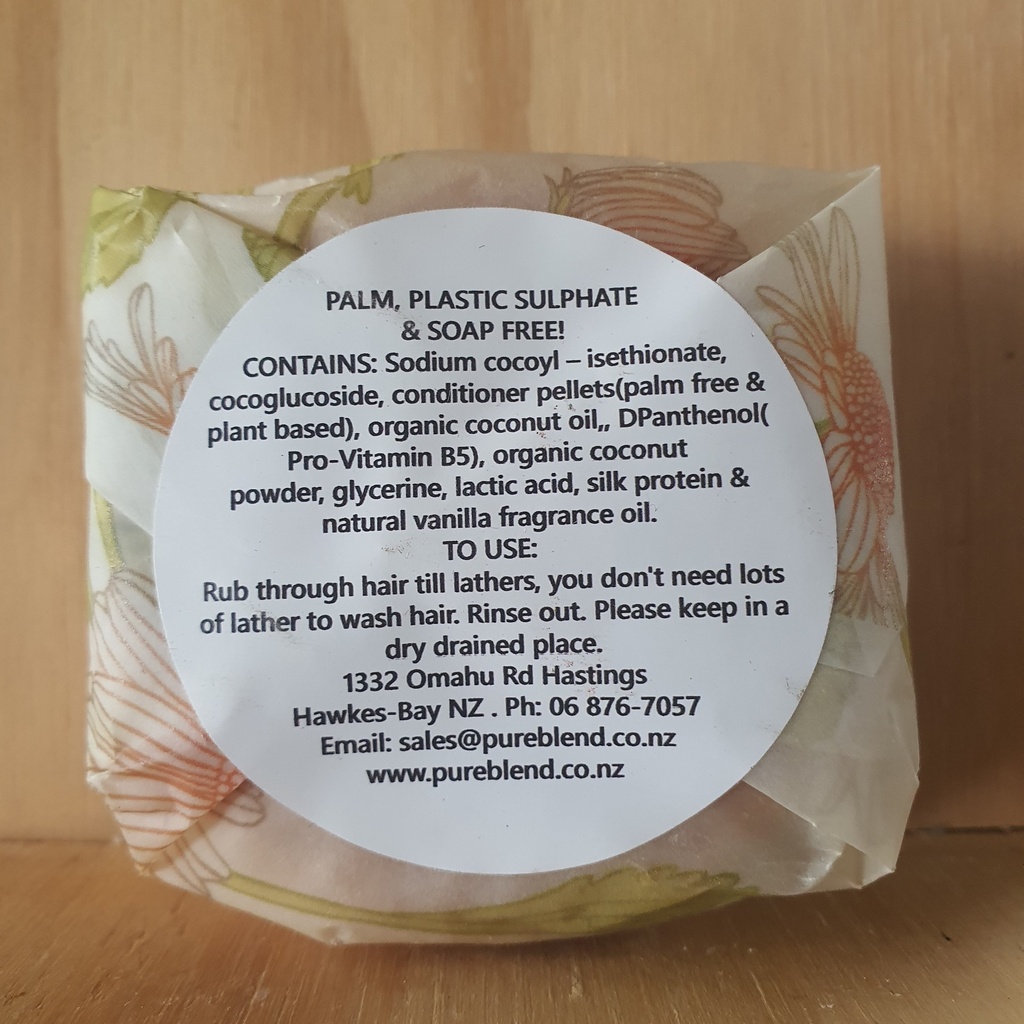 PALM, PLASTIC SULPHATE
& SOAP FREE!
CONTAINS: Sodium cocoyl – isethionate,
cocoglucoside, conditioner pellets(palm free &
plant based), organic coconut oil,, DPanthenol(
Pro-Vitamin B5), organic coconut
powder, glycerine, lactic acid, silk protein &
natural vanilla fragrance oil.
TO USE:
Rub through hair till lathers, you don't need lots
of lather to wash hair. Rinse out. Please keep in a
dry drained place.
1332 Omahu Rd Hastings
Hawkes-Bay NZ . Ph: 06 876-7057
Email: sales@pureblend.co.nz
www.pureblend.co.nz